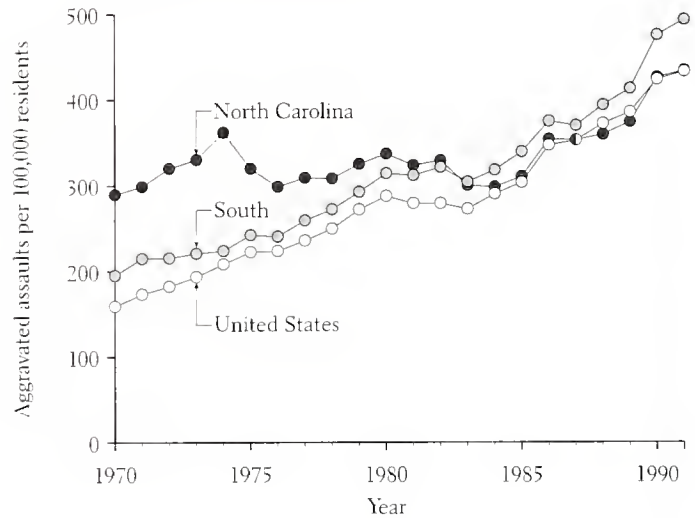 Aggravated assaults per 100,000 residents
500
400
300
200
100
0
North Carolina
South
United States
1970
1975
1980
1985
1990
Year